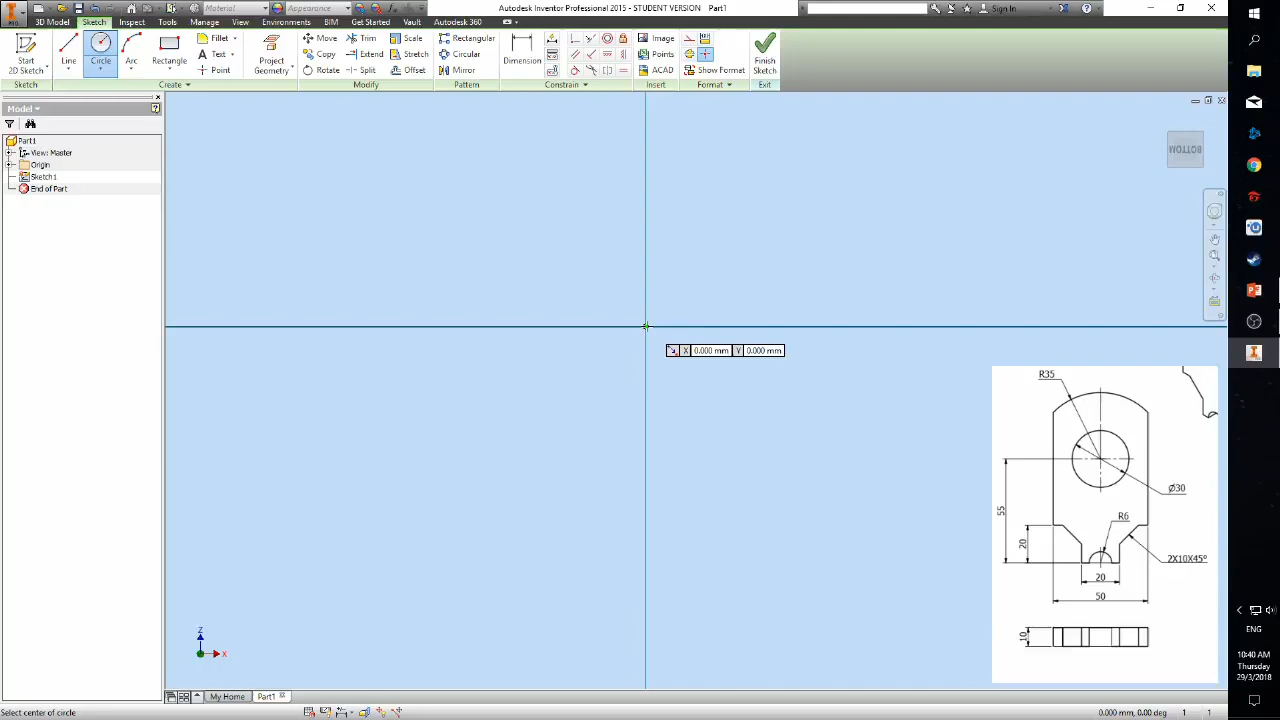 Autodesk Inventor Professional 2015 - STUDENT VERSION Part1
Material
Appearance
Sign In
PRO
3D Model Sketch Inspect Tools Manage View Environments BIM Get Started Vault Autodesk 360
Start
2D Sketch
Line
Circle
Arc
Rectangle
Fillet
Text
Point
Project
Geometry
Move
Copy
Rotate
Trim
Extend
Split
Scale
Stretch
Offset
Rectangular
Circular
Mirror
Dimension
Image
Points
ACAD
Show Format
Finish
Sketch
Sketch Create Modify Pattern Constrain Insert Format Exit
Model
Part1
View: Master
Origin
Sketch1
End of Part
BOTTOM
X 0.000 mm Y 0.000 mm
R35
Ø30
55
R6
20
2X10X45°
20
50
10
Z
X
My Home Part1
Select center of circle
0.000 mm, 0.00 deg 1 1
ENG
10:40 AM
Thursday
29/3/2018